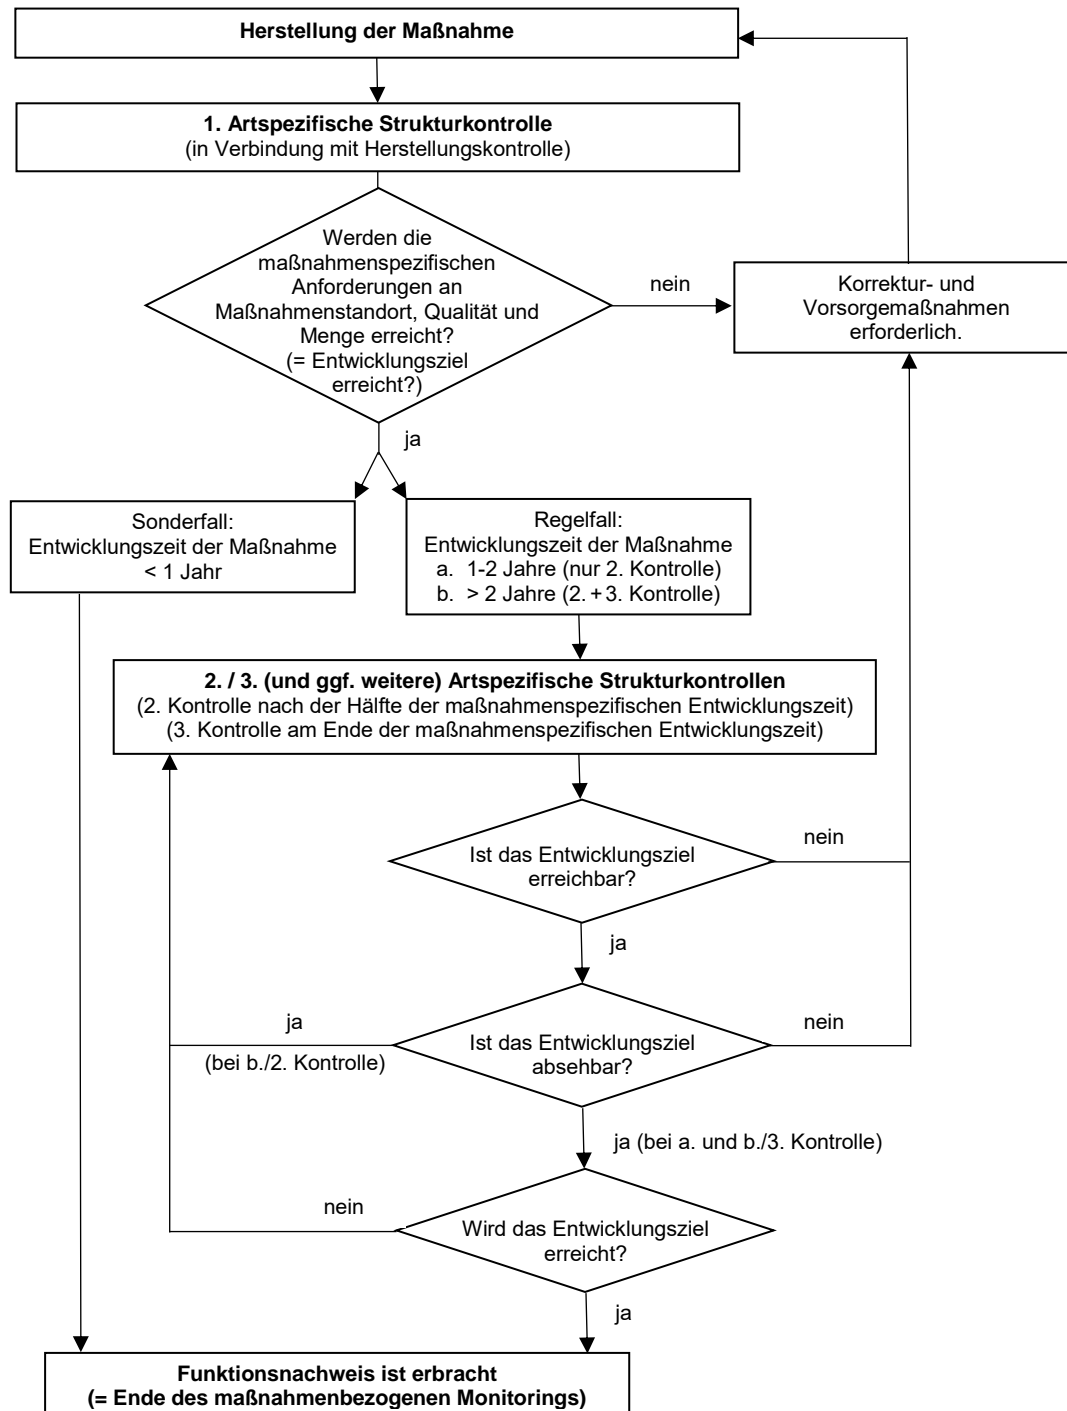 Herstellung der Maßnahme
1. Artspezifische Strukturkontrolle
(in Verbindung mit Herstellungskontrolle)
Werden die
maßnahmenspezifischen
Anforderungen an
Maßnahmenstandort, Qualität und
Menge erreicht?
(= Entwicklungsziel
erreicht?)
nein
Korrektur- und
Vorsorgemaßnahmen
erforderlich.
ja
Sonderfall:
Entwicklungszeit der Maßnahme
< 1 Jahr
Regelfall:
Entwicklungszeit der Maßnahme
a. 1-2 Jahre (nur 2. Kontrolle)
b. > 2 Jahre (2. + 3. Kontrolle)
2. / 3. (und ggf. weitere) Artspezifische Strukturkontrollen
(2. Kontrolle nach der Hälfte der maßnahmenspezifischen Entwicklungszeit)
(3. Kontrolle am Ende der maßnahmenspezifischen Entwicklungszeit)
Ist das Entwicklungsziel
erreichbar?
nein
ja
Ist das Entwicklungsziel
absehbar?
ja
(bei b./2. Kontrolle)
nein
ja (bei a. und b./3. Kontrolle)
Wird das Entwicklungsziel
erreicht?
nein
ja
Funktionsnachweis ist erbracht
(= Ende des maßnahmenbezogenen Monitorings)